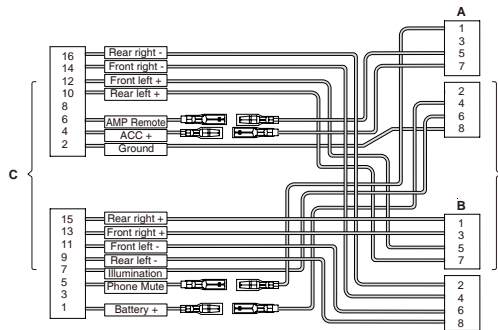 A
1
3
5
7
2
4
6
8
16 Rear right -
14 Front right -
12 Front left +
10 Rear left +
8
6 AMP Remote
4 ACC +
2 Ground
C
B
1
3
5
7
2
4
6
8
15 Rear right +
13 Front right +
11 Front left -
9 Rear left -
7 Illumination
5 Phone Mute
3
1 Battery +